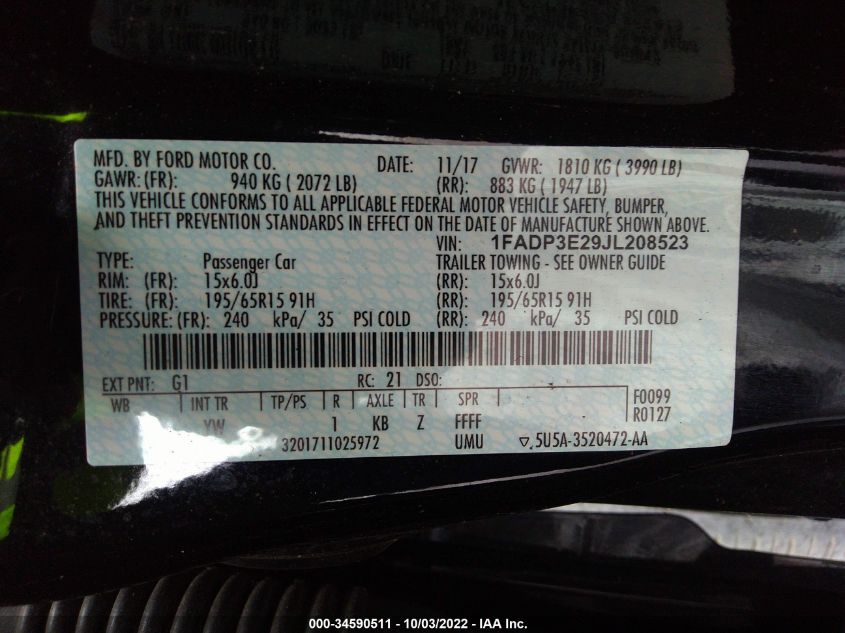 MFD. BY FORD MOTOR CO. DATE: 11/17 GVWR: 1810 KG ( 3990 LB)
GAWR: (FR): 940 KG ( 2072 LB) (RR): 883 KG ( 1947 LB)
THIS VEHICLE CONFORMS TO ALL APPLICABLE FEDERAL MOTOR VEHICLE SAFETY, BUMPER,
AND THEFT PREVENTION STANDARDS IN EFFECT ON THE DATE OF MANUFACTURE SHOWN ABOVE.
VIN: 1FADP3E29JL208523
TYPE: Passenger Car TRAILER TOWING - SEE OWNER GUIDE
RIM: (FR): 15x6.0J (RR): 15x6.0J
TIRE: (FR): 195/65R15 91H (RR): 195/65R15 91H
PRESSURE: (FR): 240 kPa/ 35 PSI COLD (RR): 240 kPa/ 35 PSI COLD
EXT PNT: G1 RC: 21 DSO:
WB INT TR TP/PS R AXLE TR SPR F0099
YW 1 KB Z FFFF R0127
3201711025972 UMU ▽.5U5A-3520472-AA
000-34590511 - 10/03/2022 - IAA Inc.